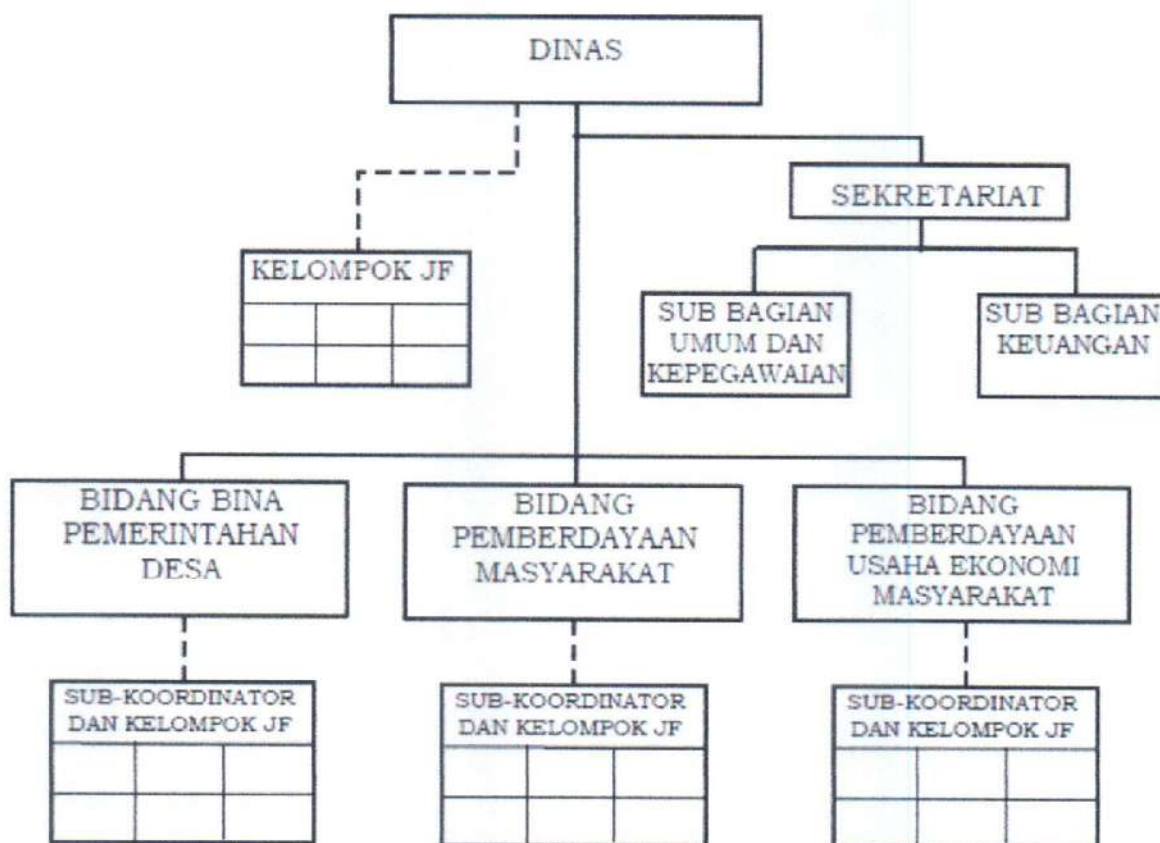 DINAS
SEKRETARIAT
KELOMPOK JF
SUB BAGIAN
UMUM DAN
KEPEGAWAIAN
SUB BAGIAN
KEUANGAN
BIDANG BINA
PEMERINTAHAN
DESA
BIDANG
PEMBERDAYAAN
MASYARAKAT
BIDANG
PEMBERDAYAAN
USAHA EKONOMI
MASYARAKAT
SUB-KOORDINATOR
DAN KELOMPOK JF
SUB-KOORDINATOR
DAN KELOMPOK JF
SUB-KOORDINATOR
DAN KELOMPOK JF